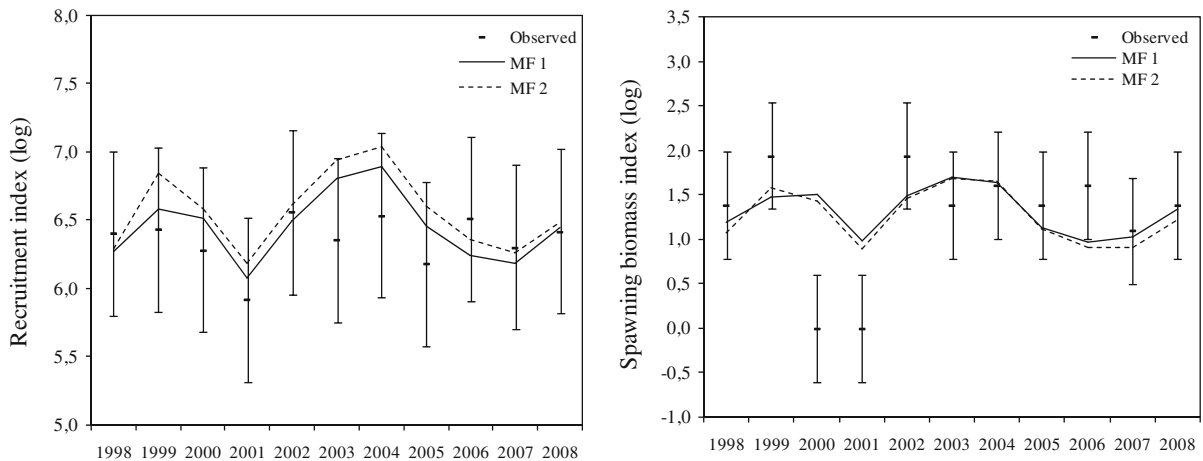 Recruitment index (log)
8,0
7,5
7,0
6,5
6,0
5,5
5,0
Observed
MF 1
MF 2
1998 1999 2000 2001 2002 2003 2004 2005 2006 2007 2008
Spawning biomass index (log)
3,5
3,0
2,5
2,0
1,5
1,0
0,5
0,0
-0,5
-1,0
Observed
MF 1
MF 2
1998 1999 2000 2001 2002 2003 2004 2005 2006 2007 2008